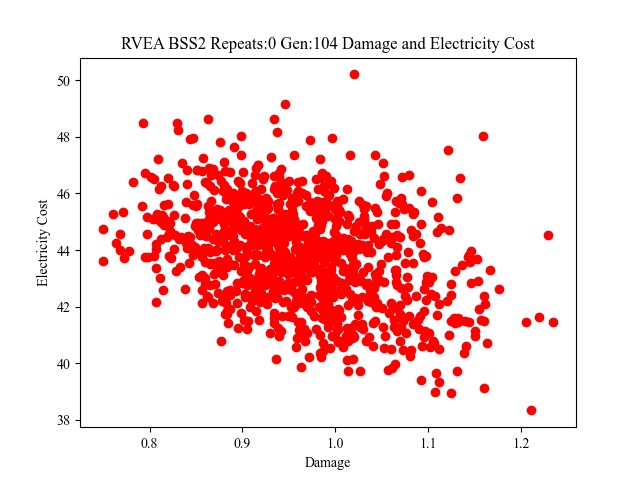 RVEA BSS2 Repeats:0 Gen:104 Damage and Electricity Cost
50
48
46
44
42
40
38
Electricity Cost
0.8 0.9 1.0 1.1 1.2
Damage